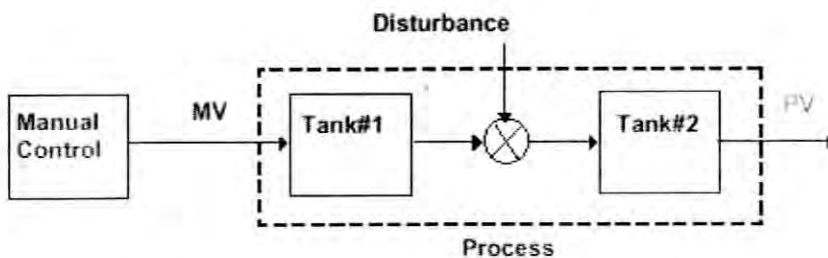 Disturbance
MV
PV
Manual
Control
Tank#1
Tank#2
Process